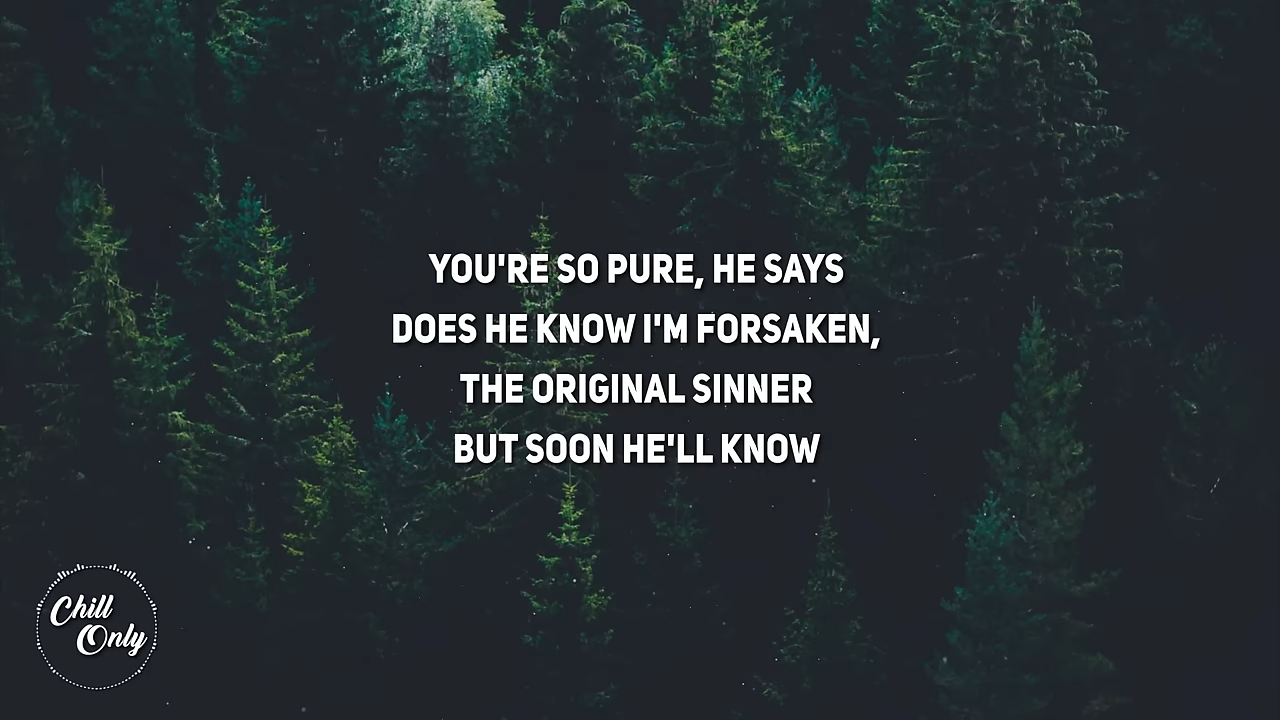 YOU'RE SO PURE, HE SAYS
DOES HE KNOW I'M FORSAKEN,
THE ORIGINAL SINNER
BUT SOON HE'LL KNOW
Chill
Only